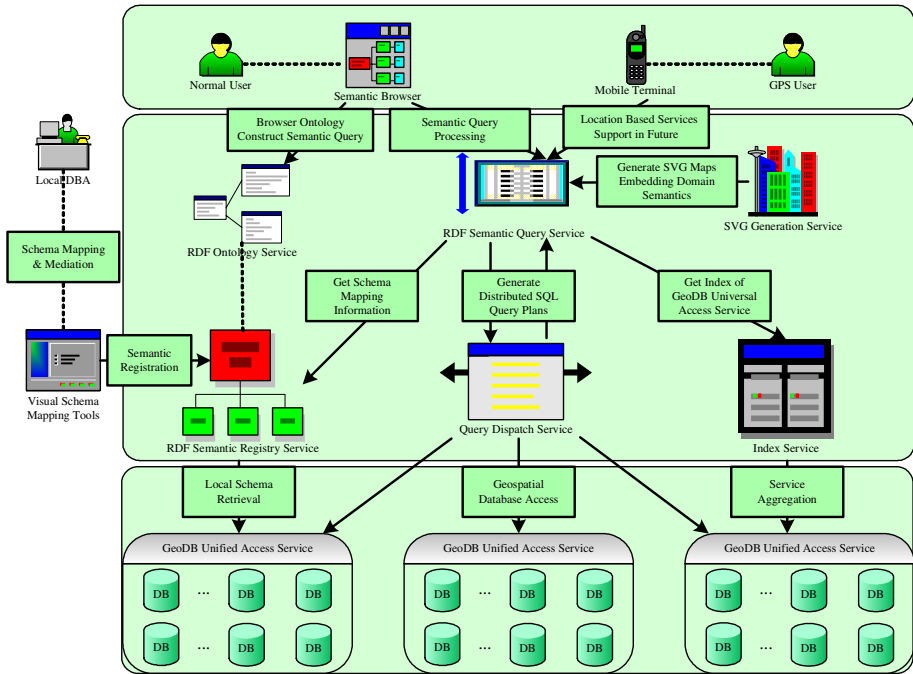 Normal User
Semantic Browser
Mobile Terminal
GPS User
Browser Ontology
Construct Semantic Query
Semantic Query
Processing
Location Based Services
Support in Future
Local DBA
Generate SVG Maps
Embedding Domain
Semantics
SVG Generation Service
RDF Ontology Service
RDF Semantic Query Service
Schema Mapping
& Mediation
Get Schema
Mapping
Information
Generate
Distributed SQL
Query Plans
Get Index of
GeoDB Universal
Access Service
Semantic
Registration
Visual Schema
Mapping Tools
RDF Semantic Registry Service
Query Dispatch Service
Index Service
Local Schema
Retrieval
Geospatial
Database Access
Service
Aggregation
GeoDB Unified Access Service
GeoDB Unified Access Service
GeoDB Unified Access Service
DB ... DB DB
DB ... DB DB
DB ... DB DB
DB ... DB DB
DB ... DB DB
DB ... DB DB